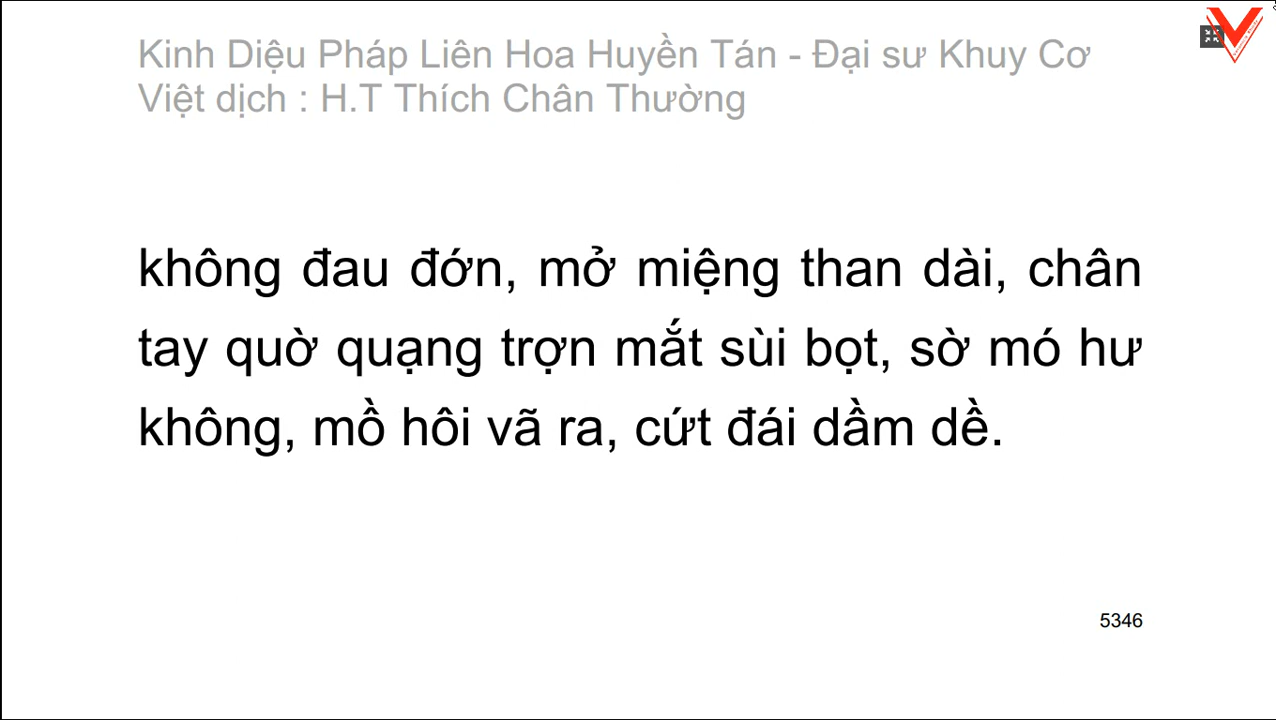 Kinh Diệu Pháp Liên Hoa Huyền Tán - Đại sư Khuy Cơ
Việt dịch : H.T Thích Chân Thường
không đau đớn, mở miệng than dài, chân
tay quờ quạng trợn mắt sùi bọt, sờ mó hư
không, mồ hôi vã ra, cứt đái dầm dề.
5346